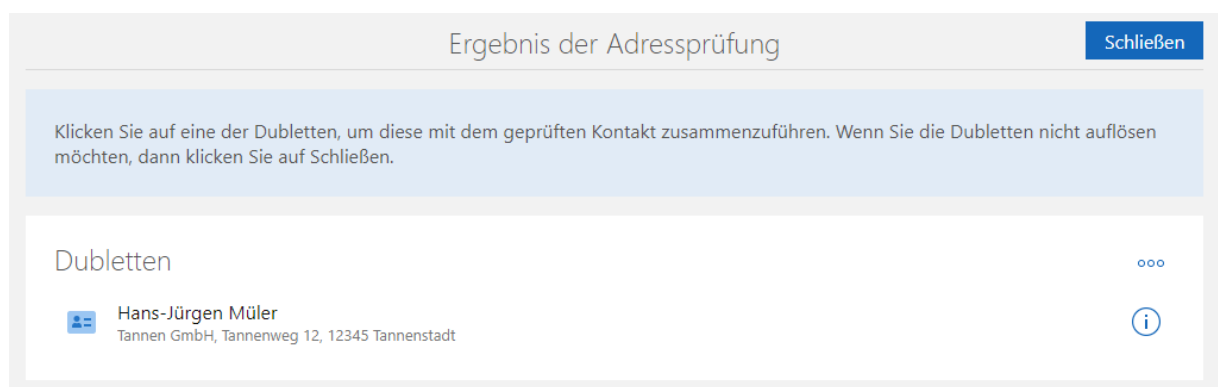 Ergebnis der Adressprüfung
Schließen
Klicken Sie auf eine der Dubletten, um diese mit dem geprüften Kontakt zusammenzuführen. Wenn Sie die Dubletten nicht auflösen
möchten, dann klicken Sie auf Schließen.
Dubletten
Hans-Jürgen Müler
Tannen GmbH, Tannenweg 12, 12345 Tannenstadt